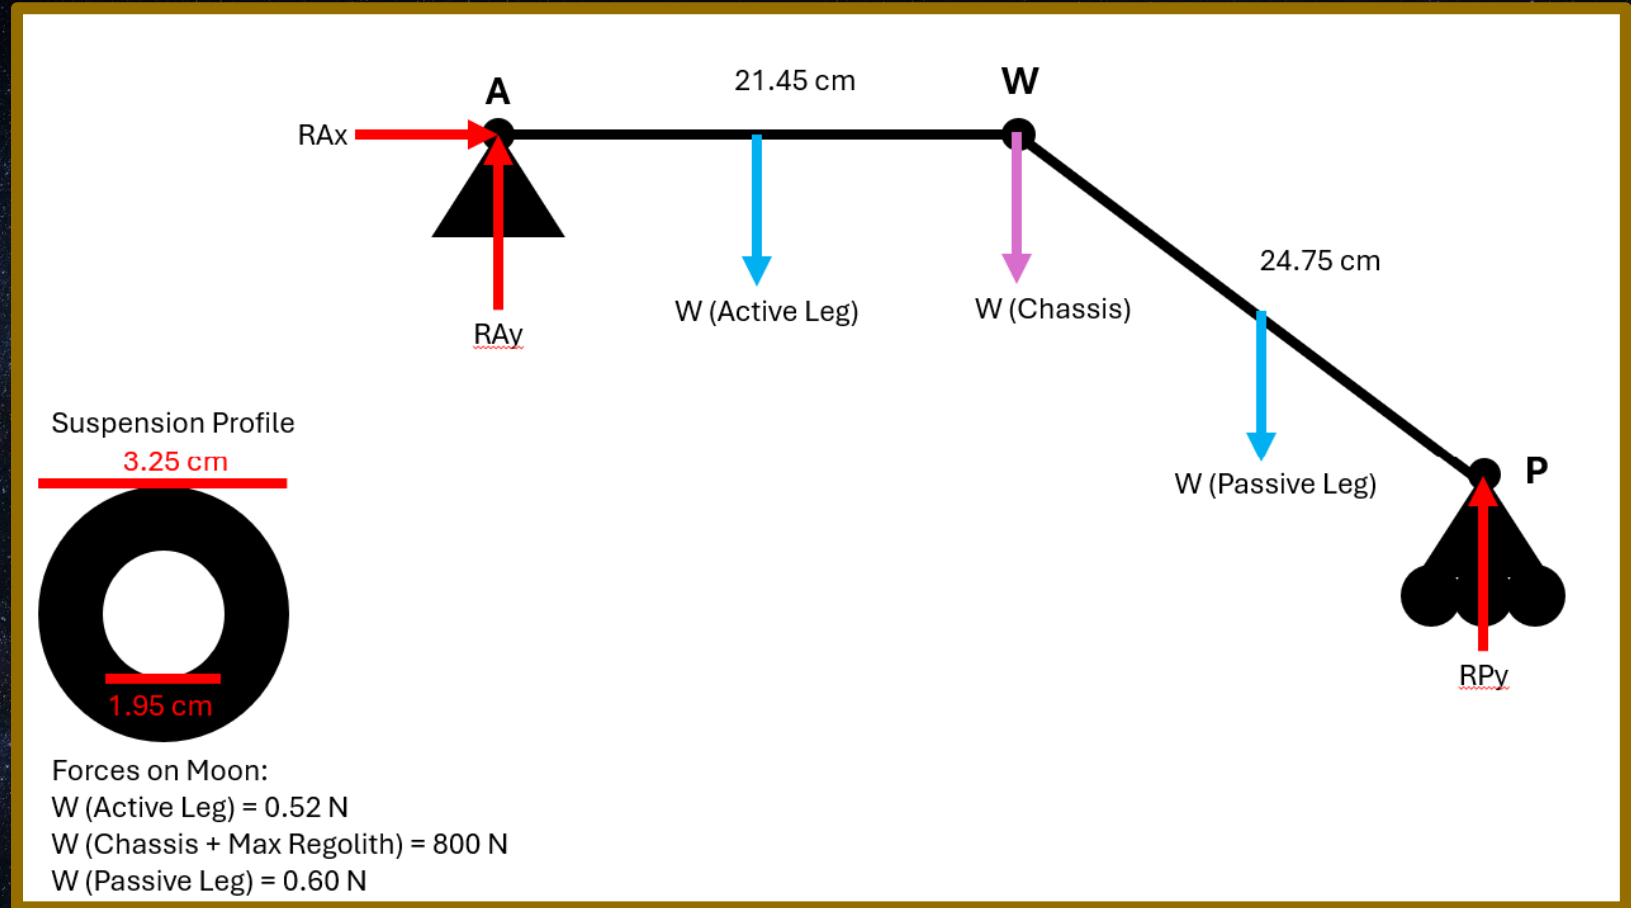 A
21.45 cm
W
RAx
W (Active Leg)
W (Chassis)
RAy
24.75 cm
W (Passive Leg)
P
RPy
Suspension Profile
3.25 cm
1.95 cm
Forces on Moon:
W (Active Leg) = 0.52 N
W (Chassis + Max Regolith) = 800 N
W (Passive Leg) = 0.60 N